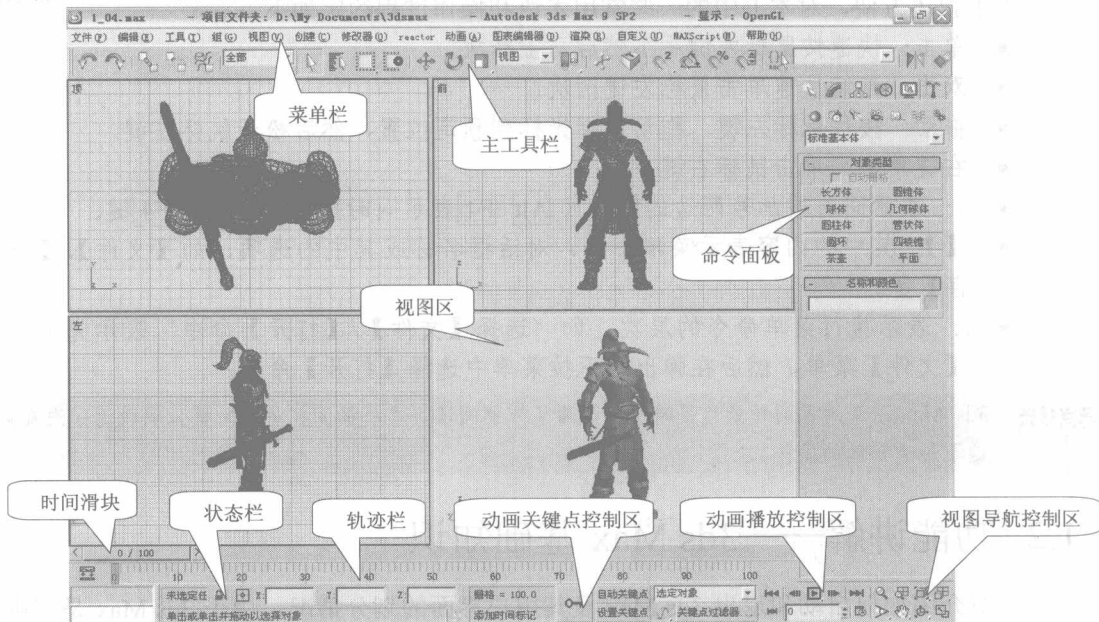 1_04.max - 项目文件夹: D:\My Documents\3dsmax - Autodesk 3ds Max 9 SP2 - 显示 : OpenGL
文件(F) 编辑(E) 工具(T) 组(G) 视图(V) 创建(C) 修改器(O) reactor 动画(A) 图表编辑器(D) 渲染(R) 自定义(U) MAXScript(M) 帮助(H)
全部 视图
菜单栏
主工具栏
顶
前
标准基本体
对象类型
自动栅格
长方体 圆锥体
球体 几何球体
圆柱体 管状体
圆环 四棱锥
茶壶 平面
命令面板
名称和颜色
视图区
左
时间滑块
状态栏
轨迹栏
动画关键点控制区
动画播放控制区
视图导航控制区
0 / 100
0 10 20 30 40 50 60 70 80 90 100
未选定任 X: Y: Z: 栅格 = 100.0 自动关键点 选定对象
单击或单击并拖动以选择对象 添加时间标记 设置关键点 关键点过滤器... 0